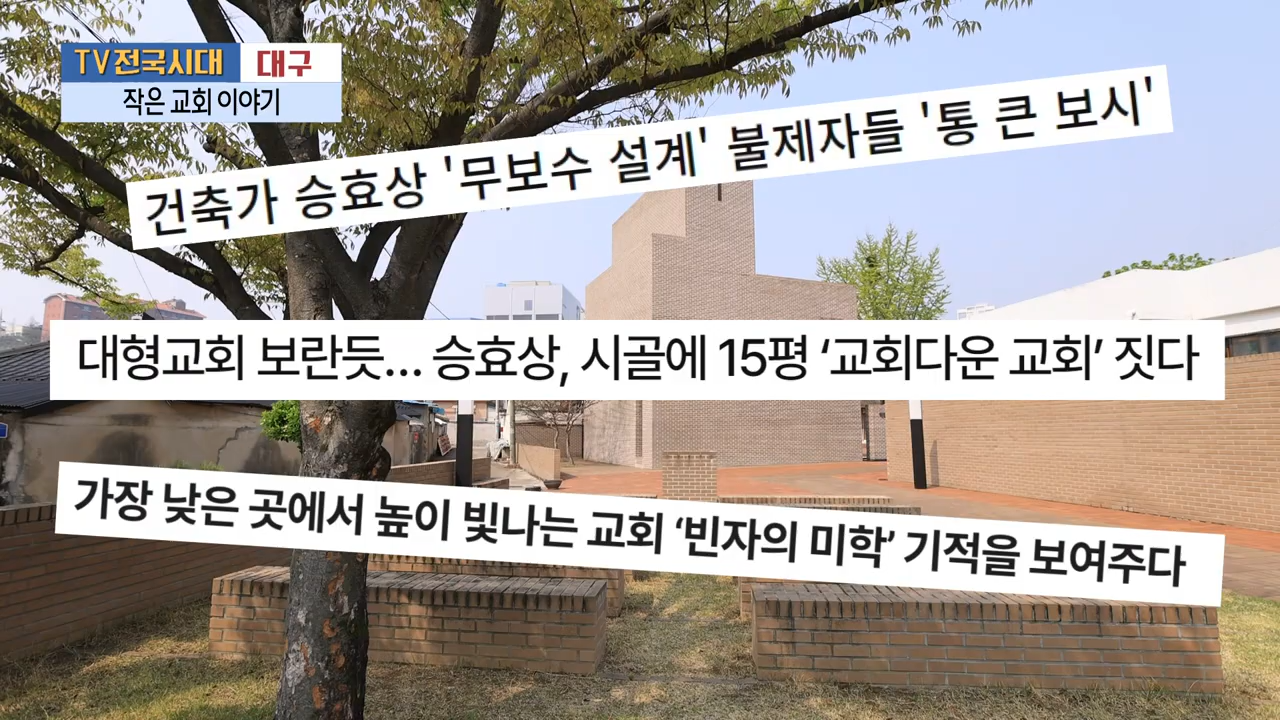 TV전국시대 대구
작은 교회 이야기
건축가 승효상 '무보수 설계' 불제자들 '통 큰 보시'
대형교회 보란듯... 승효상, 시골에 15평 ‘교회다운 교회’ 짓다
가장 낮은 곳에서 높이 빛나는 교회 ‘빈자의 미학’ 기적을 보여주다